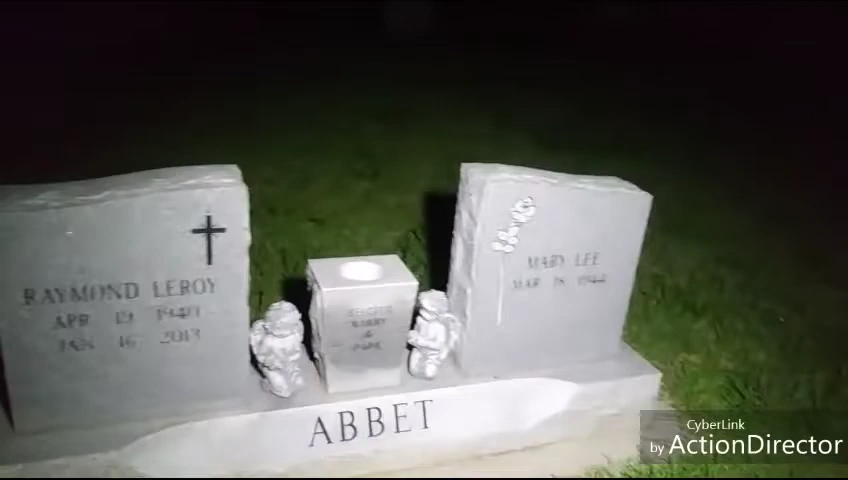 RAYMOND LEROY
APR 19 1940
JAN 16 2013
&
MARY LEE
MAR 18 1944
ABBET
CyberLink
by ActionDirector